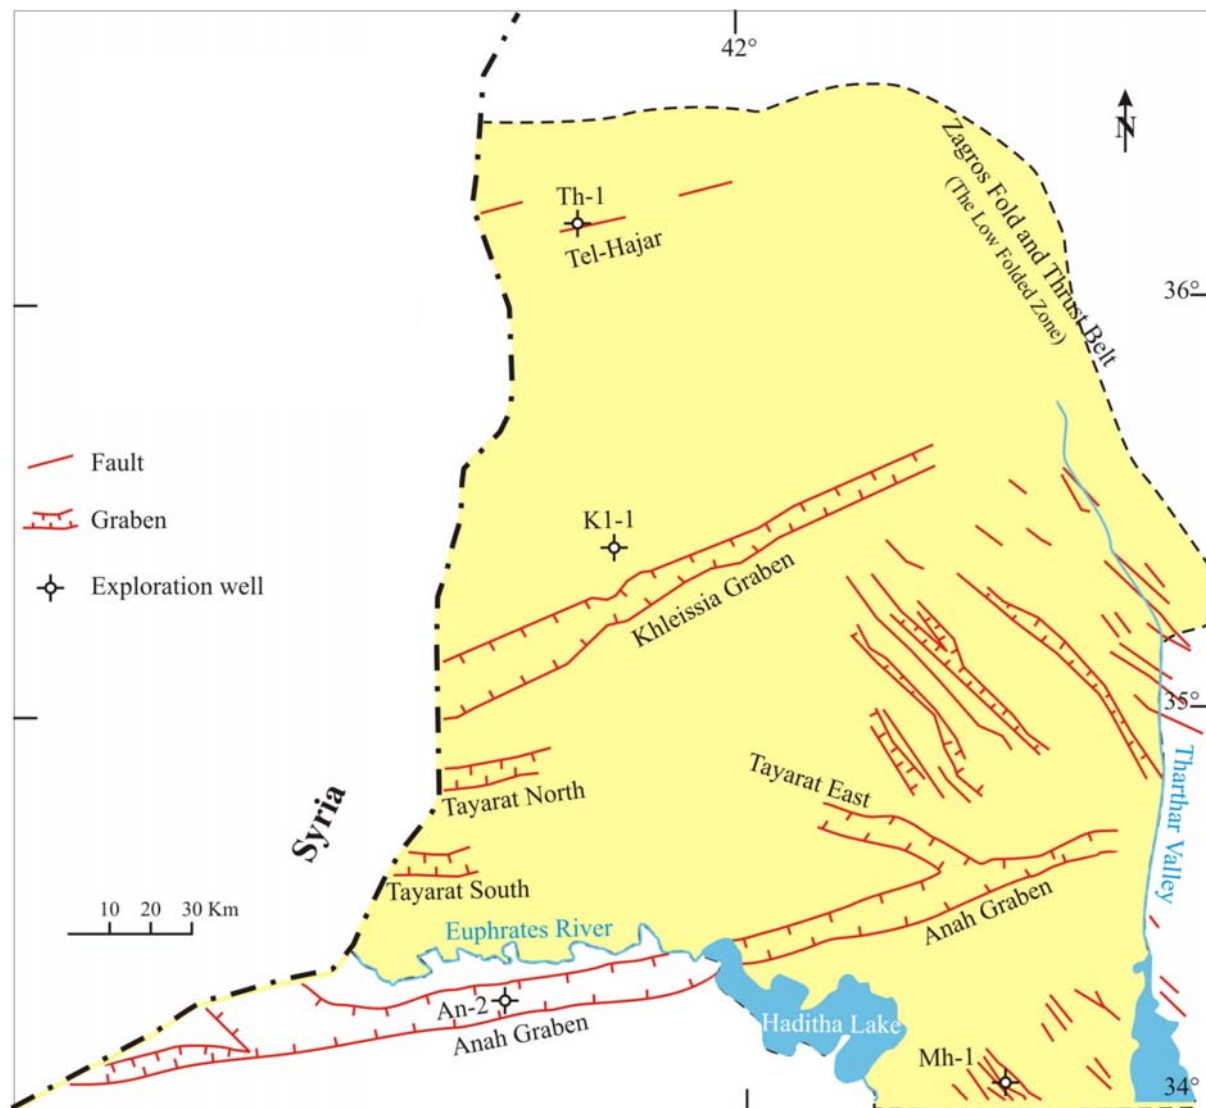 42°
N
Zagros Fold and Thrust Belt
(The Low Folded Zone)
Th-1
Tel-Hajar
36°
Fault
Graben
Exploration well
K1-1
Khleissia Graben
35°
Tayarat North
Tayarat East
Syria
Tayarat South
Tharthar Valley
10 20 30 Km
Euphrates River
Anah Graben
An-2
Anah Graben
Haditha Lake
Mh-1
34°